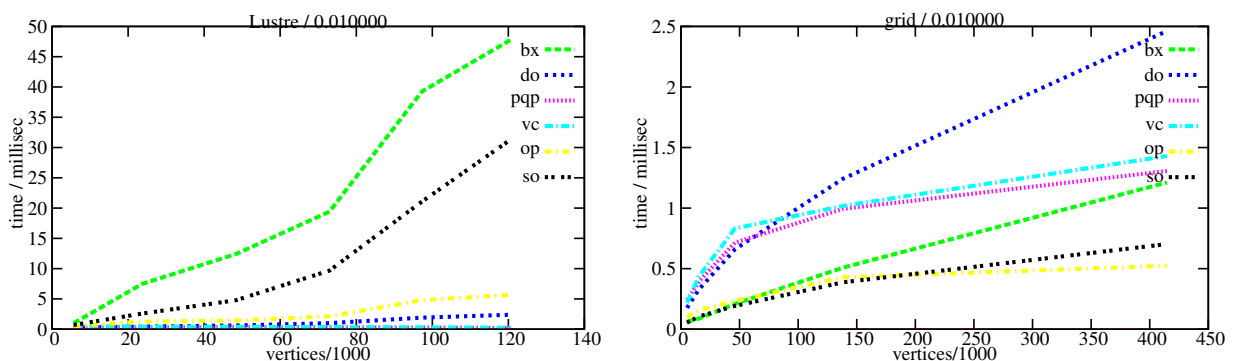 Lustre / 0.010000
50
45
40
35
30
25
20
15
10
5
0
time / millisec
bx
do
pqp
vc
op
so
0
20
40
60
80
100
120
140
vertices/1000
grid / 0.010000
2.5
2
1.5
1
0.5
0
time / millisec
bx
do
pqp
vc
op
so
0
50
100
150
200
250
300
350
400
450
vertices/1000